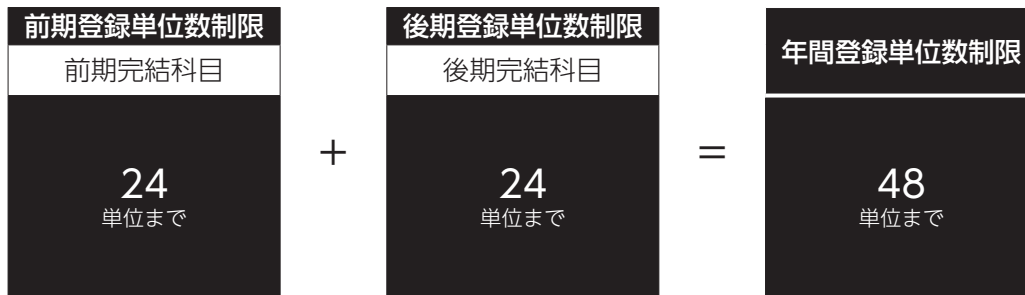 前期登録単位数制限
前期完結科目
24
単位まで
+
後期登録単位数制限
後期完結科目
24
単位まで
=
年間登録単位数制限
48
単位まで